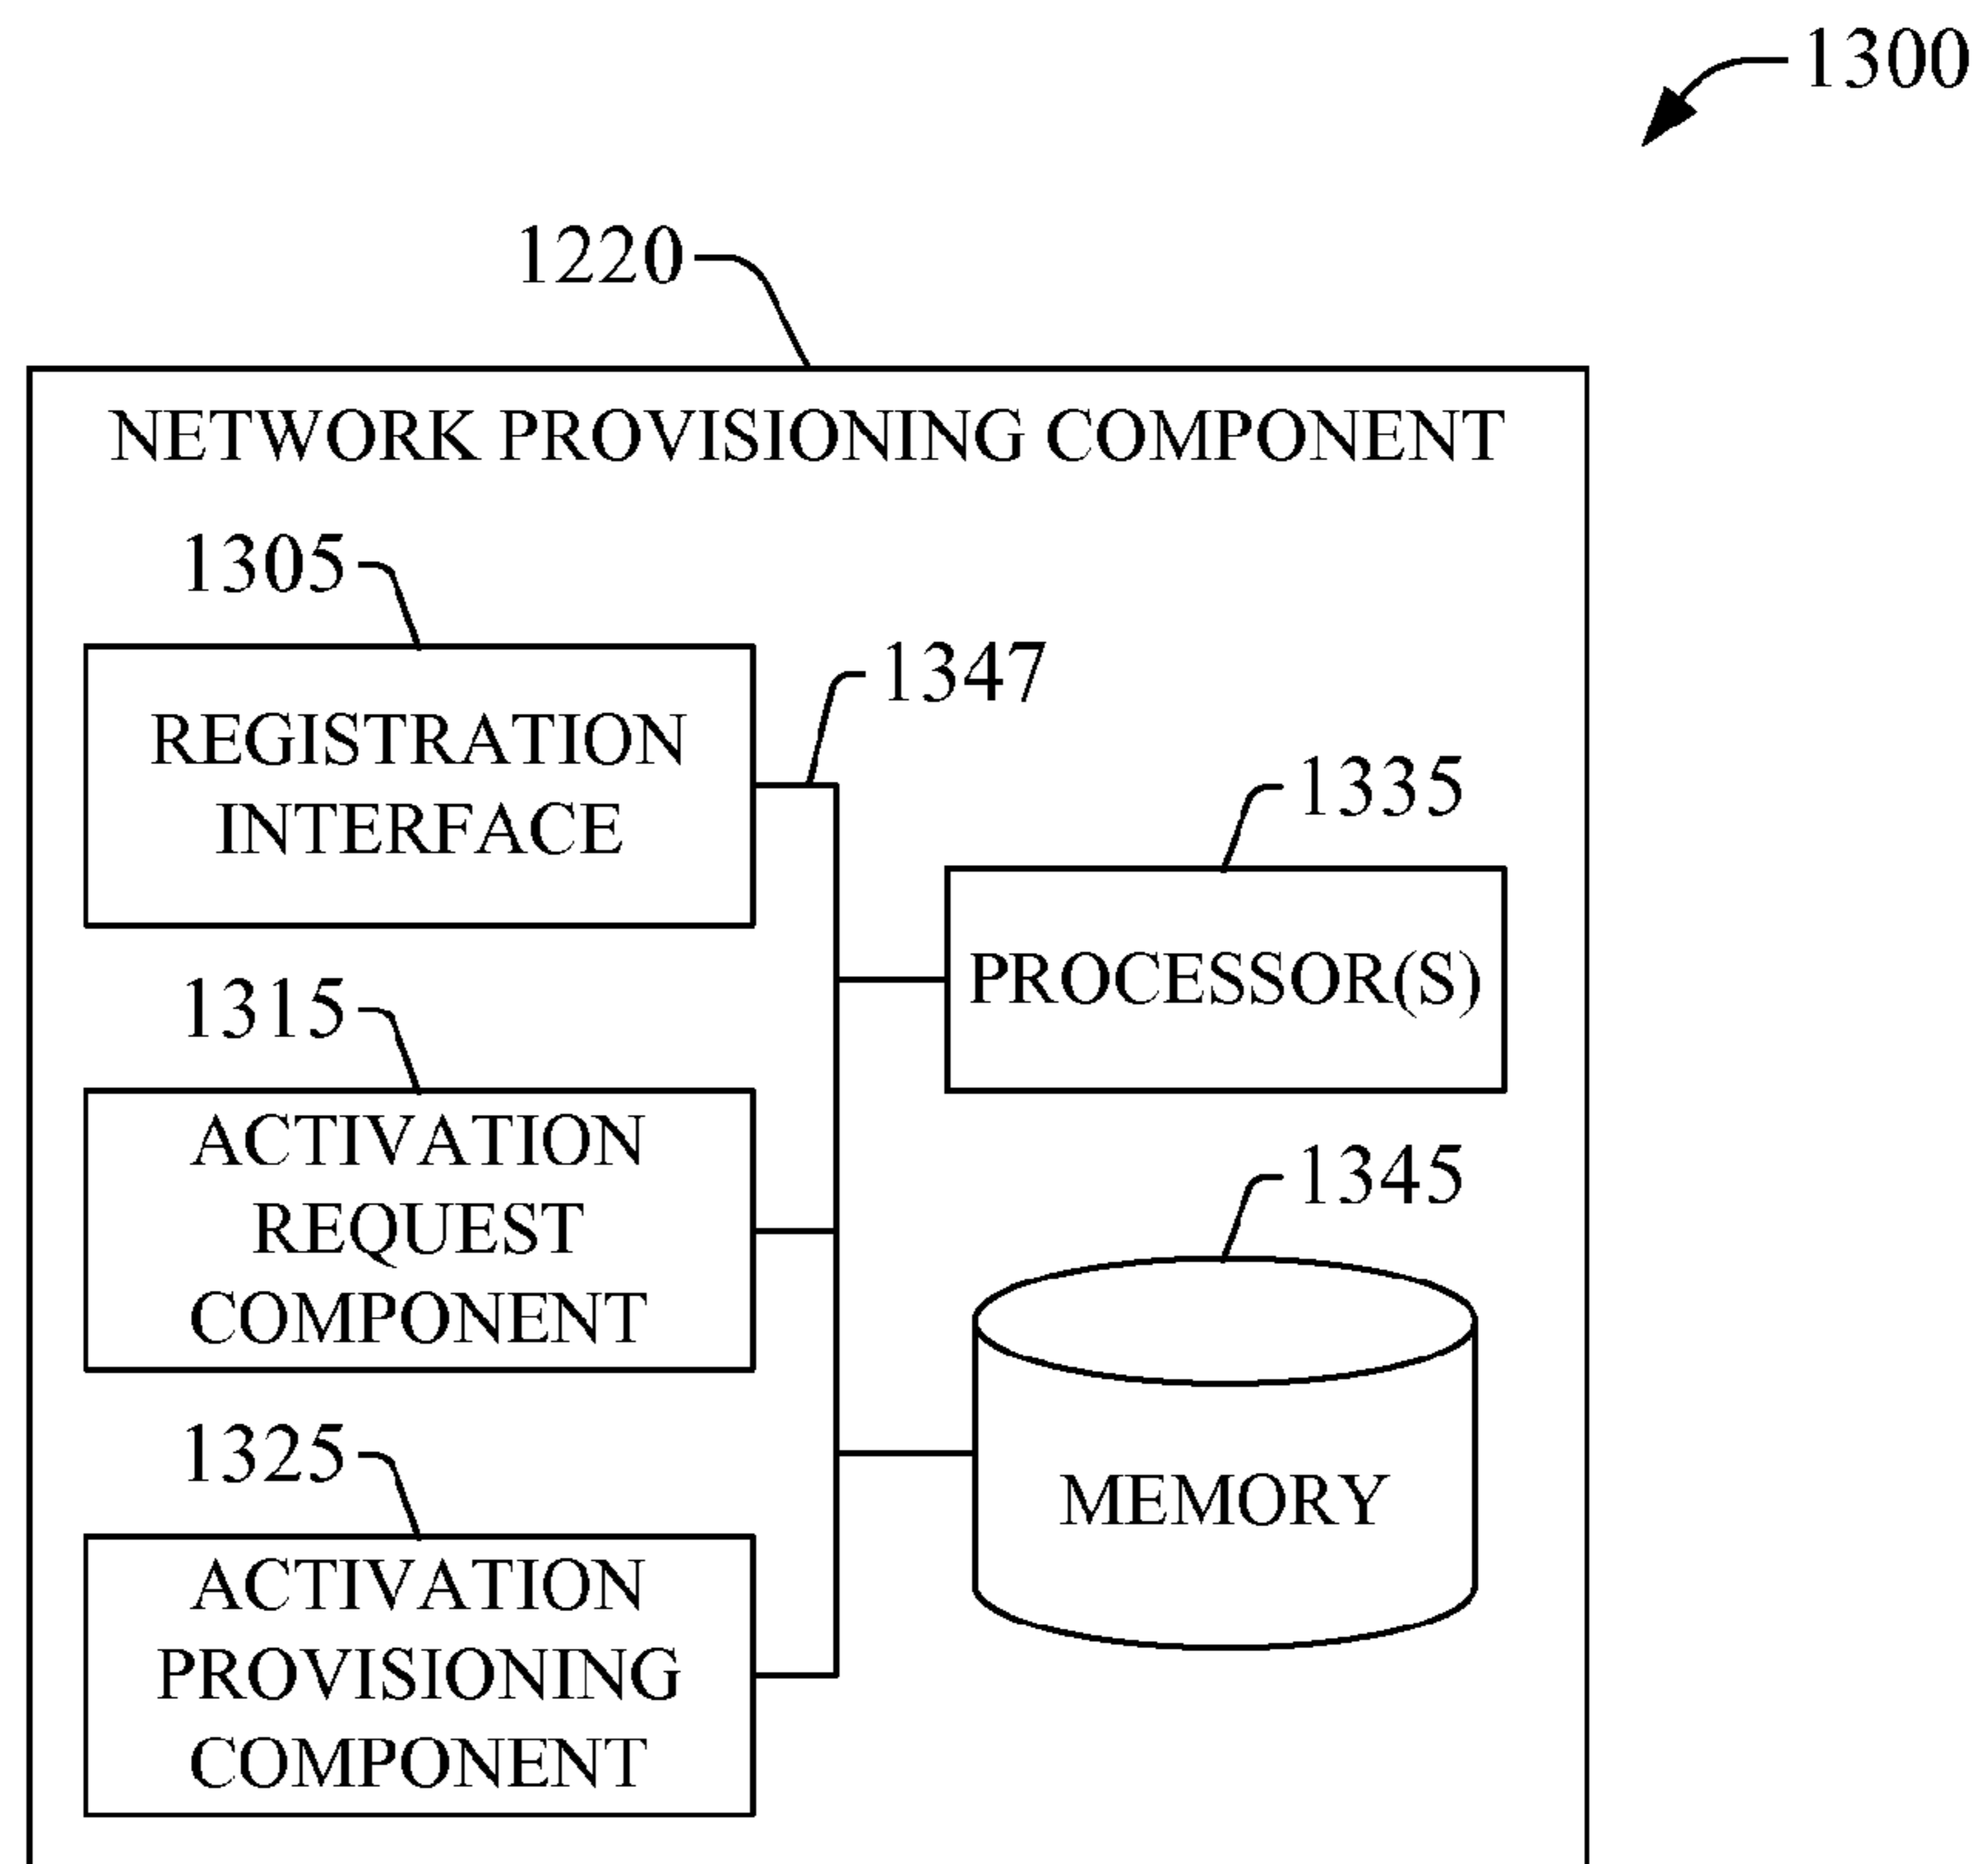 1300
1220
NETWORK PROVISIONING COMPONENT
1305
REGISTRATION
INTERFACE
1347
1335
PROCESSOR(S)
1315
ACTIVATION
REQUEST
COMPONENT
1345
MEMORY
1325
ACTIVATION
PROVISIONING
COMPONENT